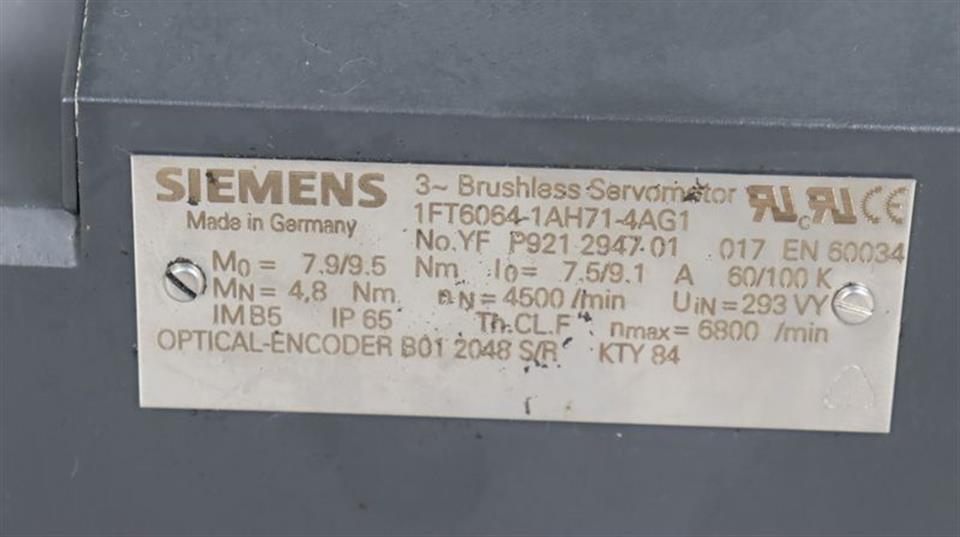 SIEMENS 3~ Brushless Servomotor
Made in Germany 1FT6064-1AH71-4AG1
No.YF P921 2947 01 017 EN 60034
M0 = 7.9/9.5 Nm I0 = 7.5/9.1 A 60/100 K
MN = 4,8 Nm nN = 4500 /min UiN = 293 VY
IM B5 IP 65 Th.CL.F nmax = 6800 /min
OPTICAL-ENCODER B01 2048 S/R KTY 84